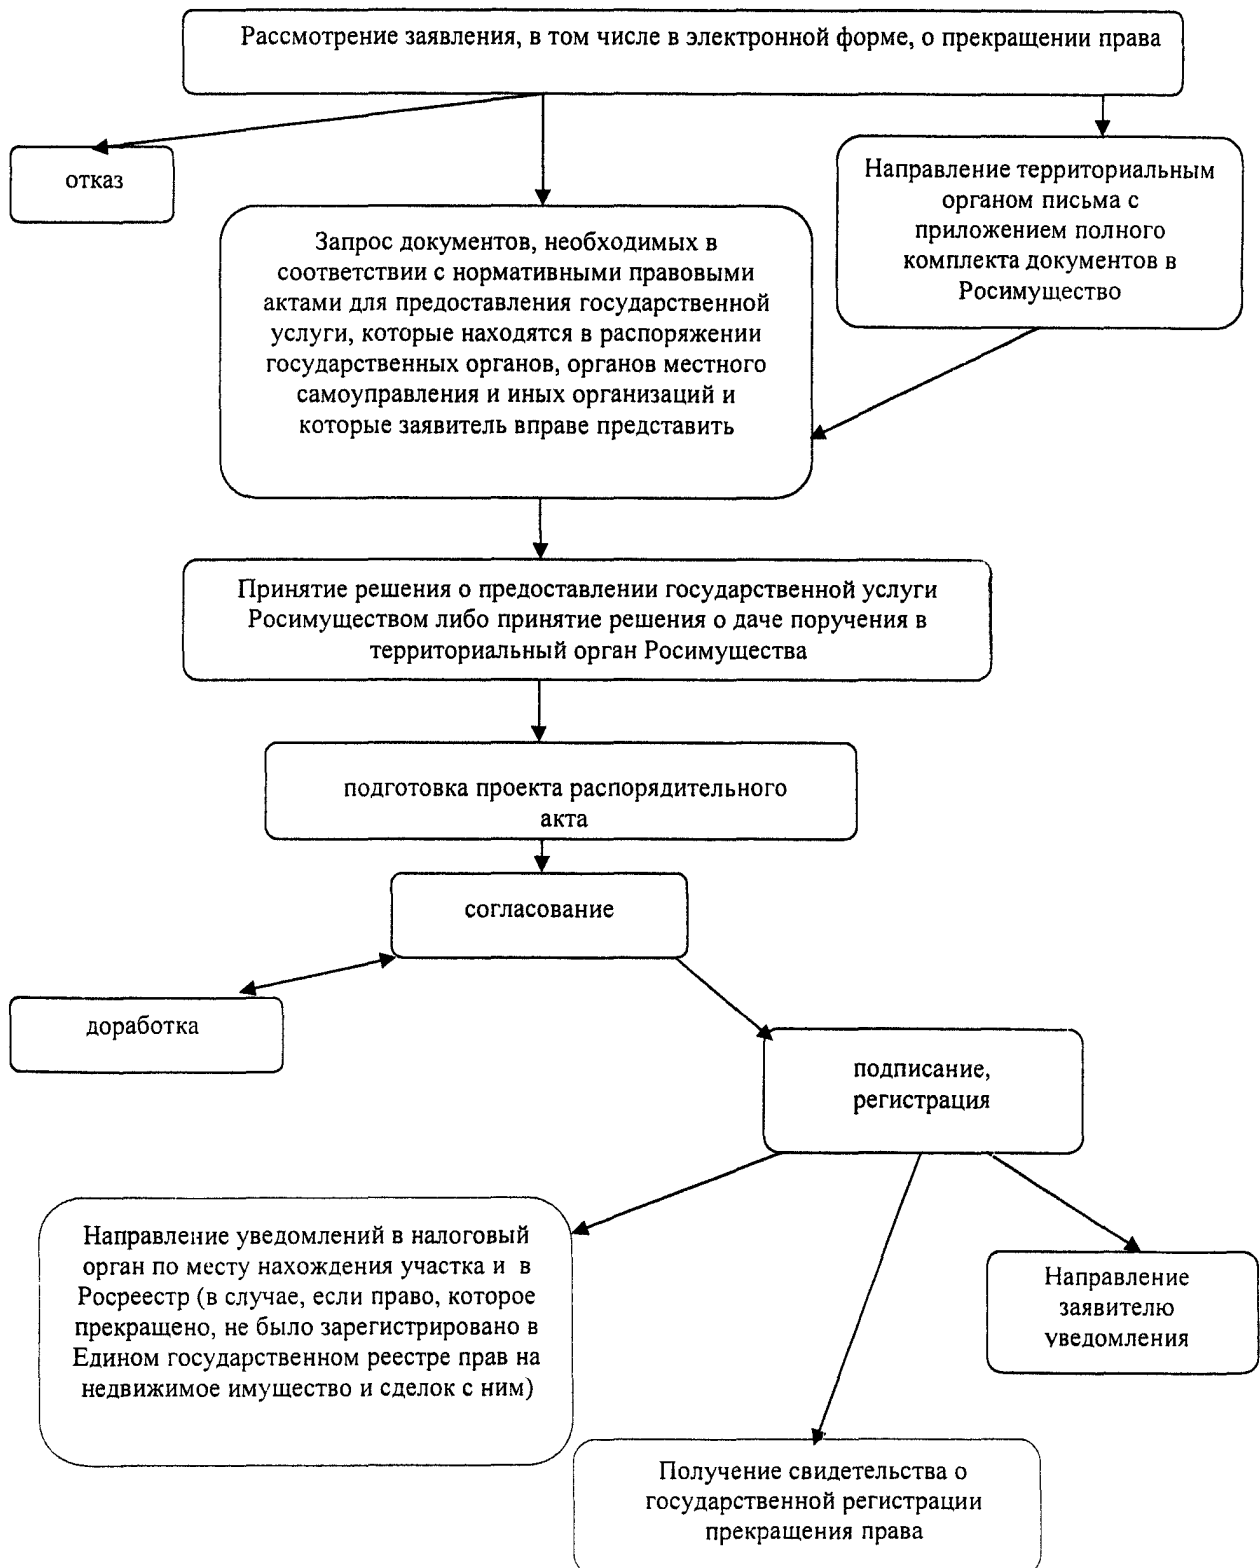 Рассмотрение заявления, в том числе в электронной форме, о прекращении права
отказ
Направление территориальным
органом письма с
приложением полного
комплекта документов в
Росимущество
Запрос документов, необходимых в
соответствии с нормативными правовыми
актами для предоставления государственной
услуги, которые находятся в распоряжении
государственных органов, органов местного
самоуправления и иных организаций и
которые заявитель вправе представить
Принятие решения о предоставлении государственной услуги
Росимуществом либо принятие решения о даче поручения в
территориальный орган Росимущества
подготовка проекта распорядительного
акта
согласование
доработка
подписание,
регистрация
Направление уведомлений в налоговый
орган по месту нахождения участка и в
Росреестр (в случае, если право, которое
прекращено, не было зарегистрировано в
Едином государственном реестре прав на
недвижимое имущество и сделок с ним)
Направление
заявителю
уведомления
Получение свидетельства о
государственной регистрации
прекращения права